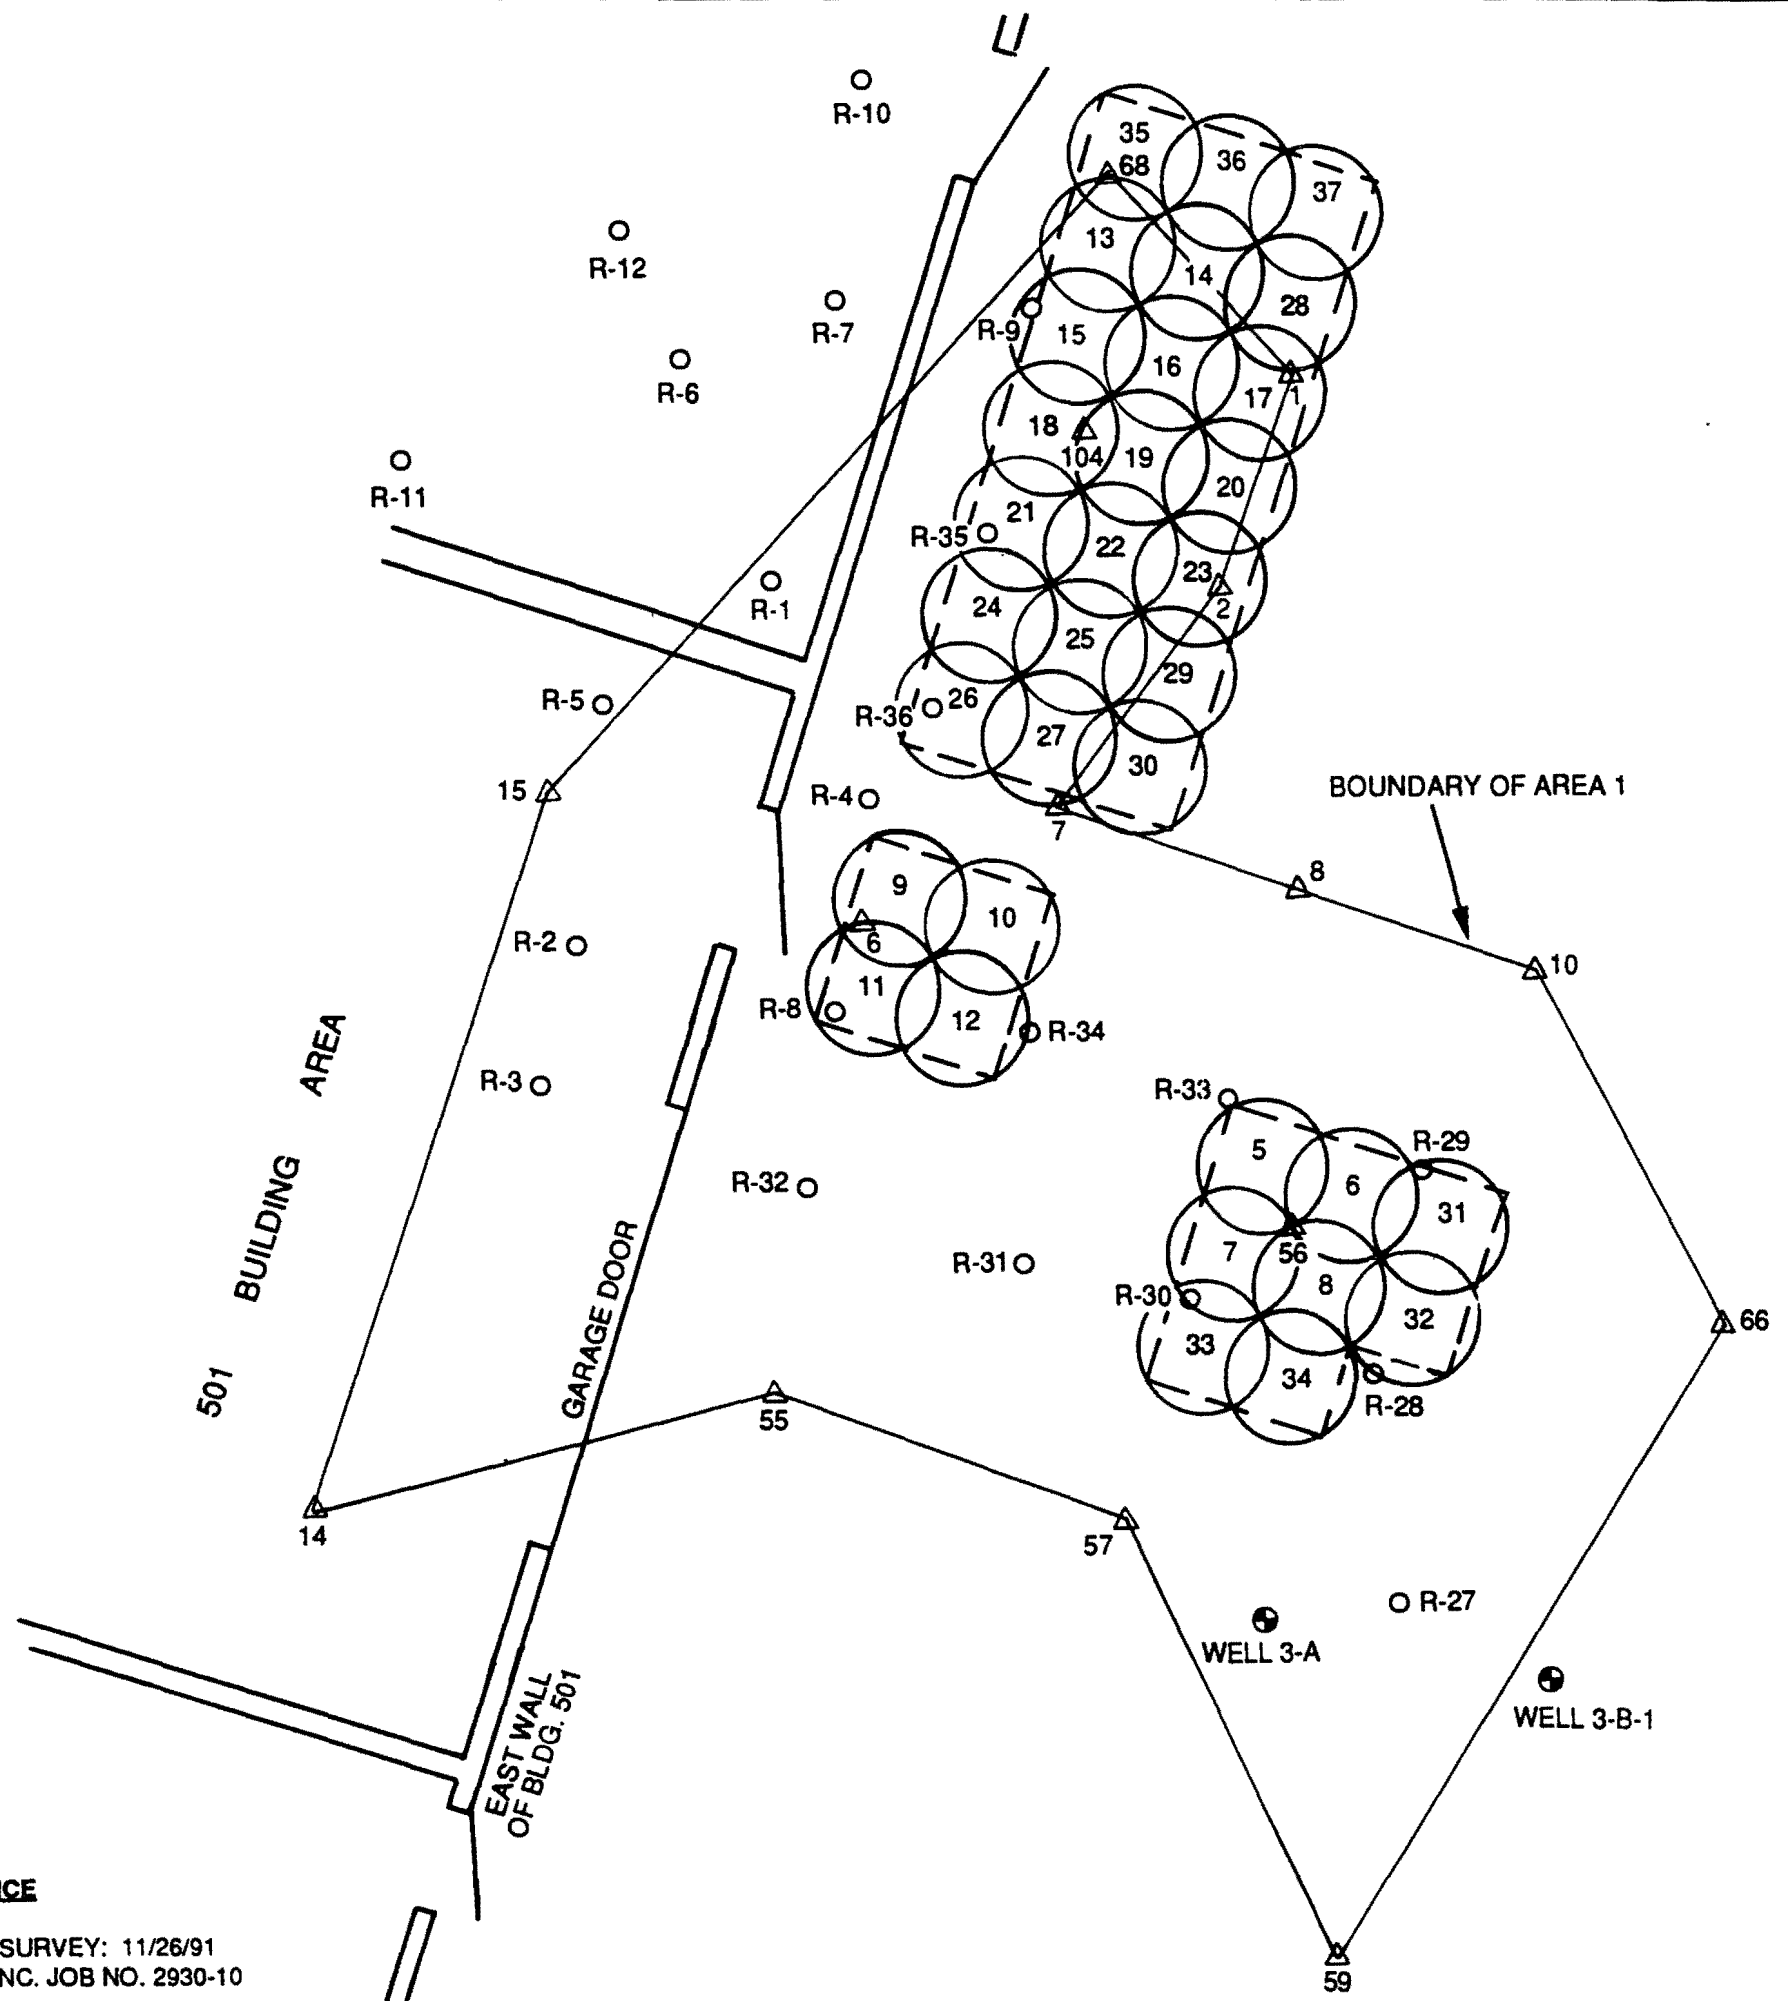 R-10
35
68
36
37
13
R-12
14
28
R-7
R-9
15
16
R-6
17
1
18
104
19
20
R-11
21
R-35
22
23
2
R-1
24
25
29
R-5
26
R-36
27
30
BOUNDARY OF AREA 1
15
R-4
7
8
9
10
R-2
6
10
11
R-8
12
R-34
AREA
R-3
R-33
5
R-29
6
31
R-32
BUILDING
7
56
8
R-31
R-30
32
66
33
34
R-28
GARAGE DOOR
501
55
14
57
R-27
WELL 3-A
WELL 3-B-1
EAST WALL
OF BLDG. 501
ICE
SURVEY: 11/26/91
NC. JOB NO. 2930-10
59